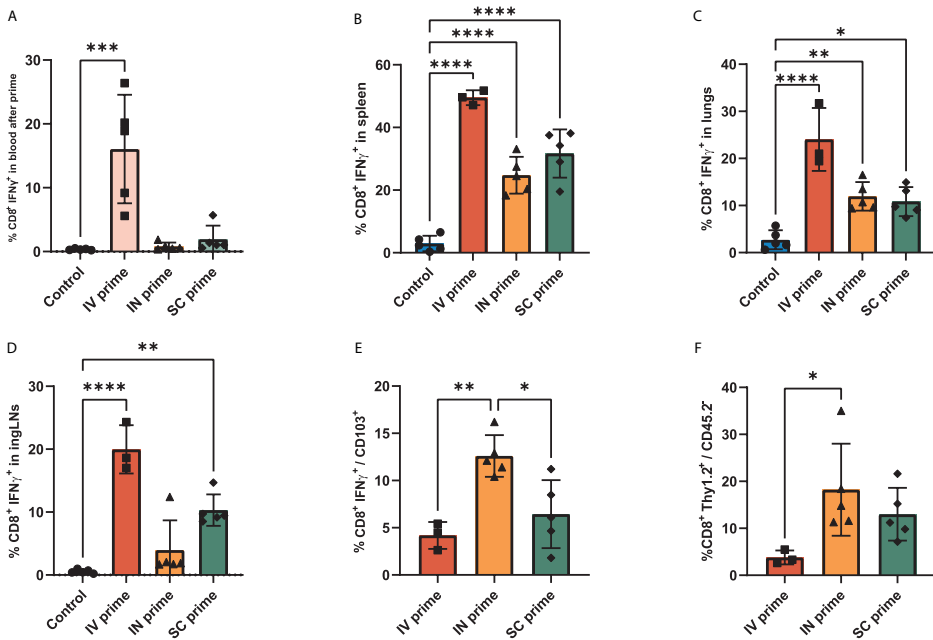 A
% CD8⁺ IFNγ⁺ in blood after prime
30
20
10
0
***
Control
IV prime
IN prime
SC prime
B
% CD8⁺ IFNγ⁺ in spleen
60
40
20
0
****
****
****
Control
IV prime
IN prime
SC prime
C
% CD8⁺ IFNγ⁺ in lungs
40
30
20
10
0
*
**
****
Control
IV prime
IN prime
SC prime
D
% CD8⁺ IFNγ⁺ in ingLNs
30
20
10
0
**
****
Control
IV prime
IN prime
SC prime
E
% CD8⁺ IFNγ⁺ / CD103⁺
20
15
10
5
0
**
*
IV prime
IN prime
SC prime
F
%CD8⁺ Thy1.2⁺ / CD45.2⁻
40
30
20
10
0
*
IV prime
IN prime
SC prime